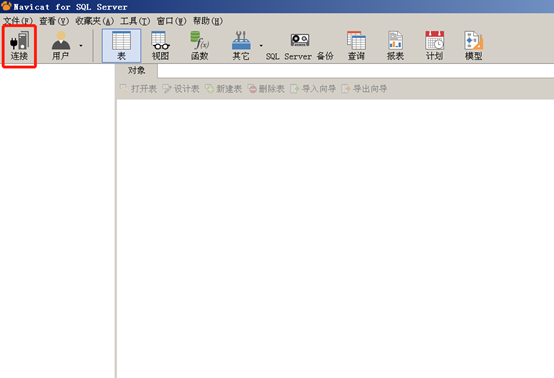 Navicat for SQL Server
文件(F) 查看(V) 收藏夹(A) 工具(T) 窗口(W) 帮助(H)
连接 用户 表 视图 f(x) 函数 其它 SQL Server 备份 查询 报表 计划 模型
对象
打开表 设计表 新建表 删除表 导入向导 导出向导